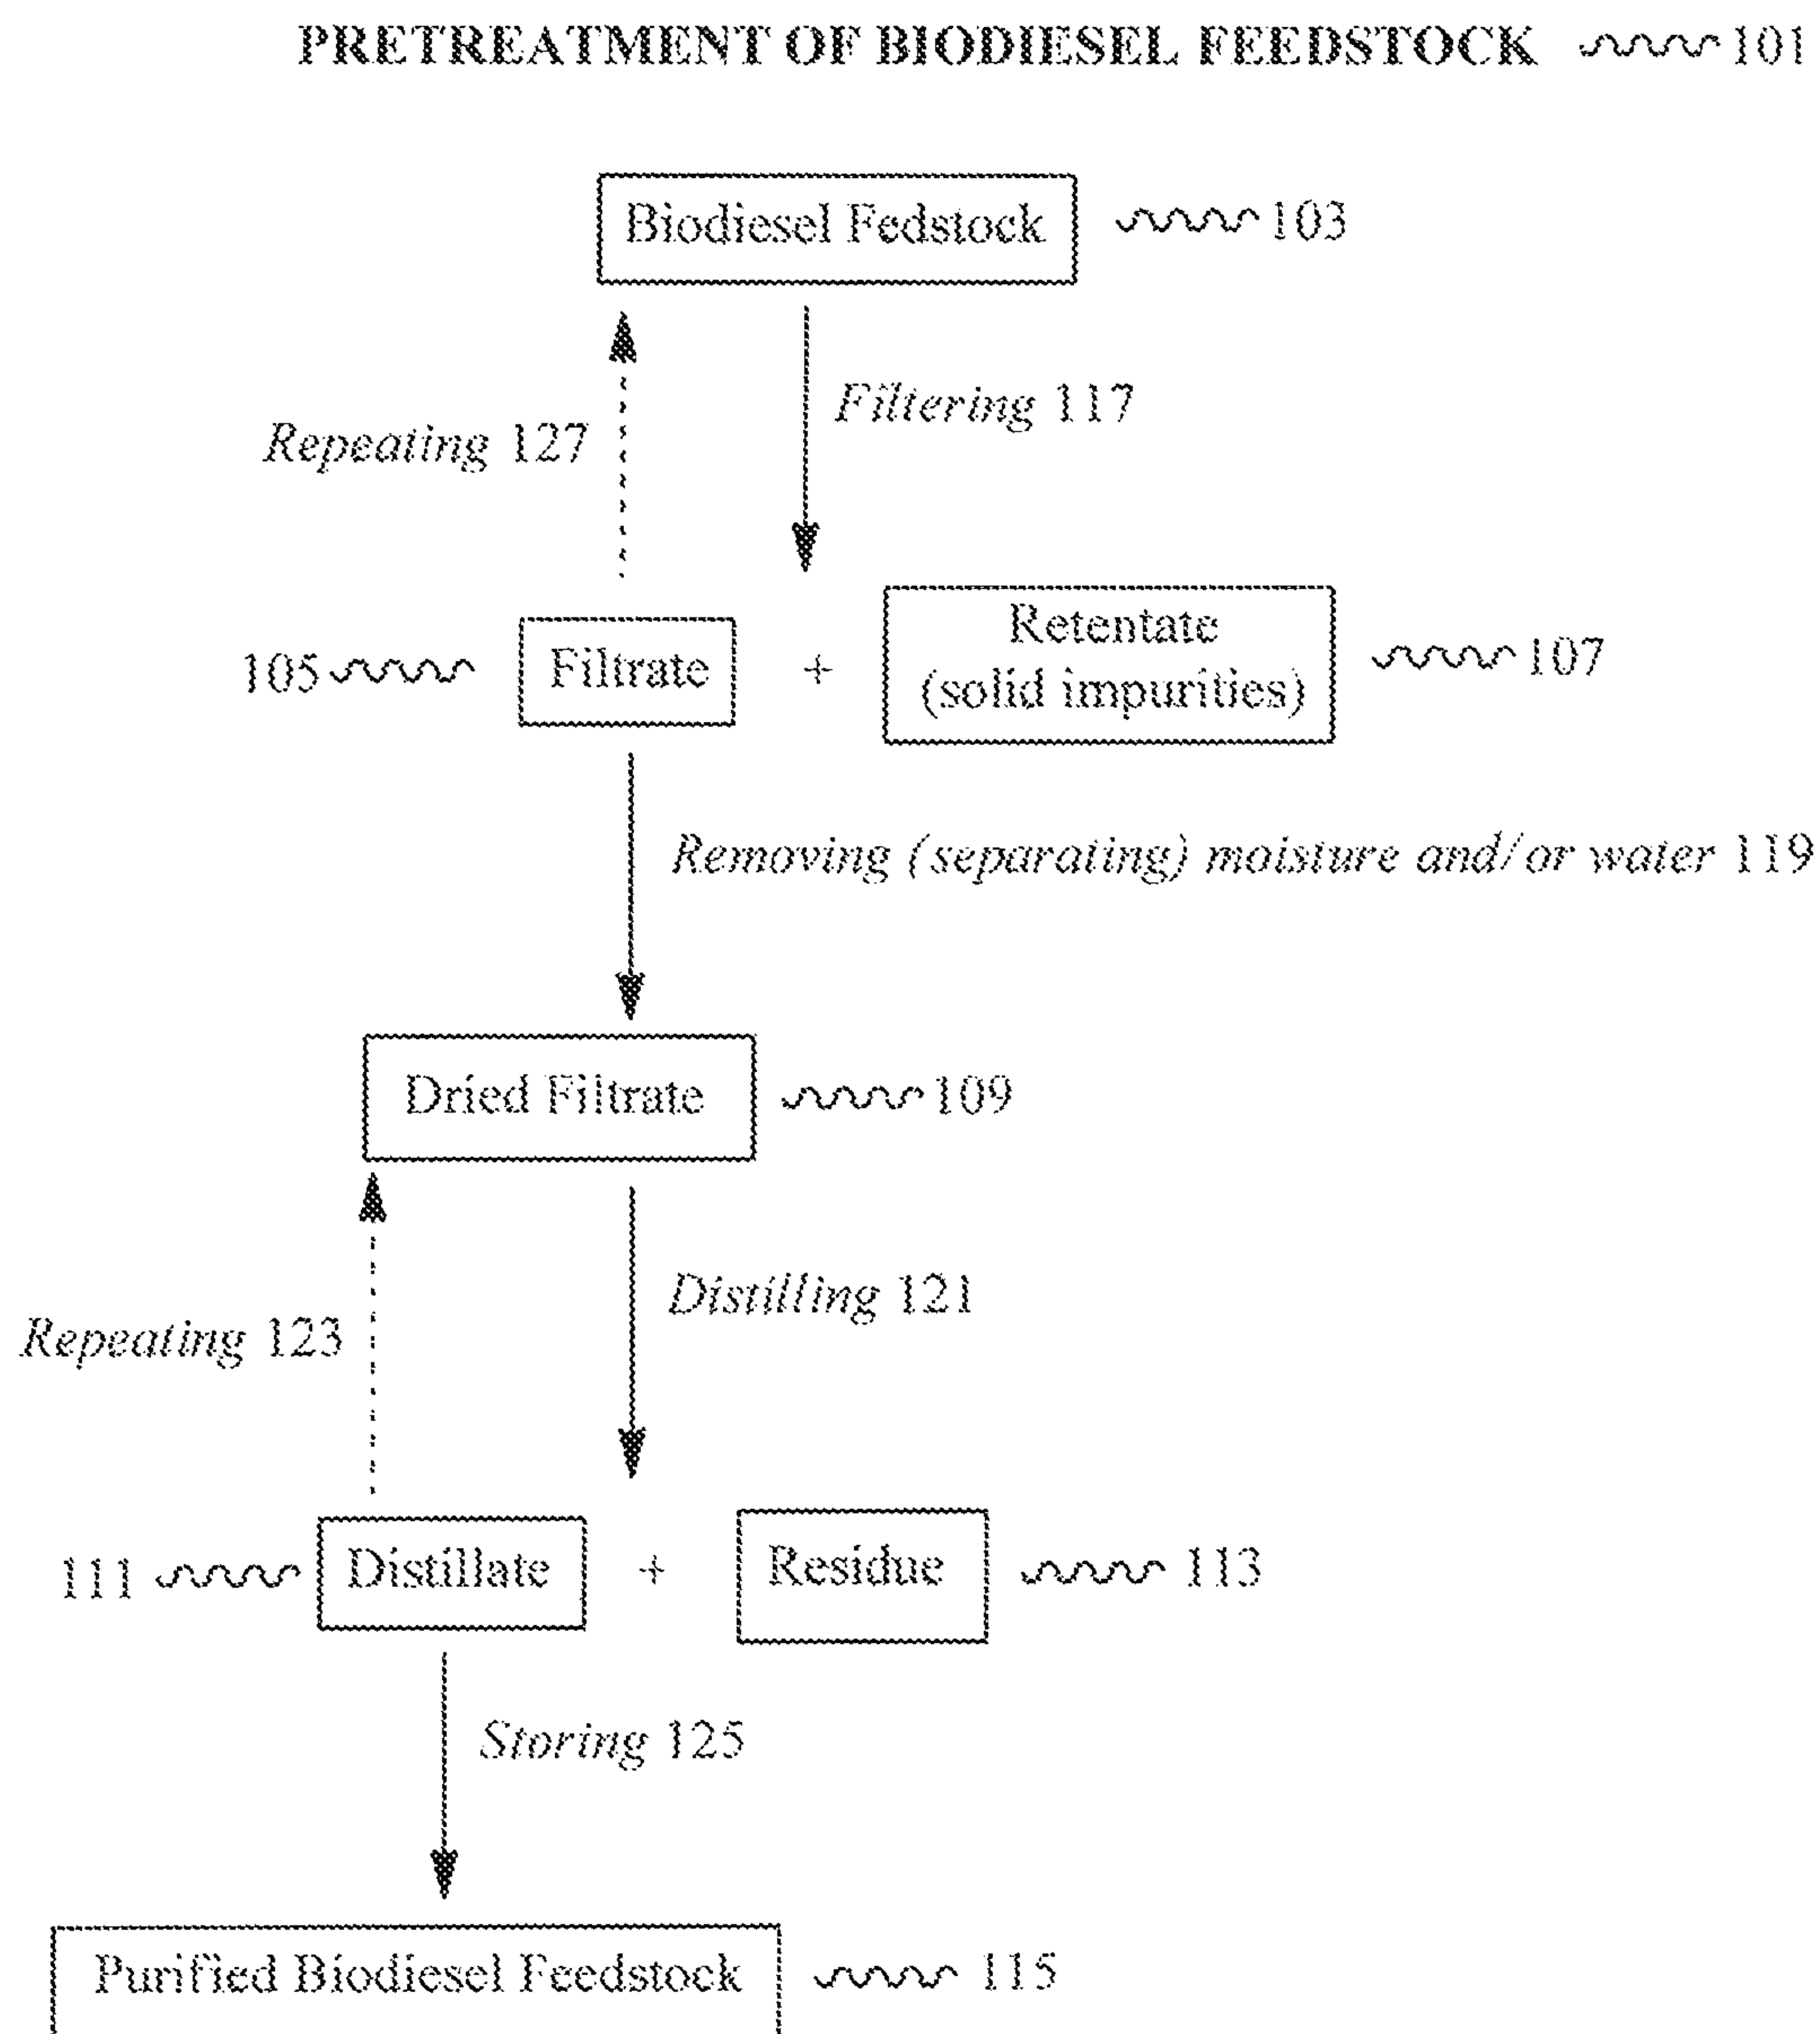 PRETREATMENT OF BIODIESEL FEEDSTOCK 101
Biodiesel Fedstock 103
Filtering 117
Repeating 127
105 Filtrate + Retentate (solid impurities) 107
Removing (separating) moisture and/or water 119
Dried Filtrate 109
Distilling 121
Repeating 123
111 Distillate + Residue 113
Storing 125
Purified Biodiesel Feedstock 115